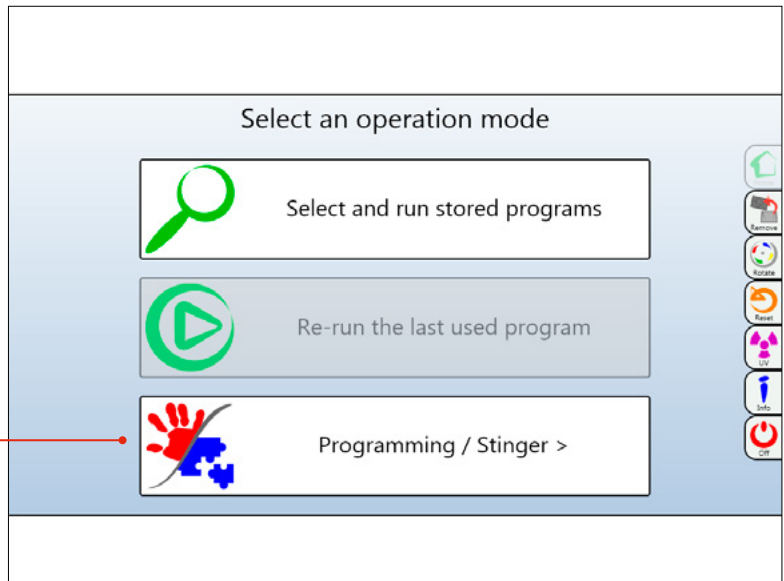 Select an operation mode
Select and run stored programs
Re-run the last used program
Programming / Stinger >
Remove
Rotate
Reset
UV
Info
Off